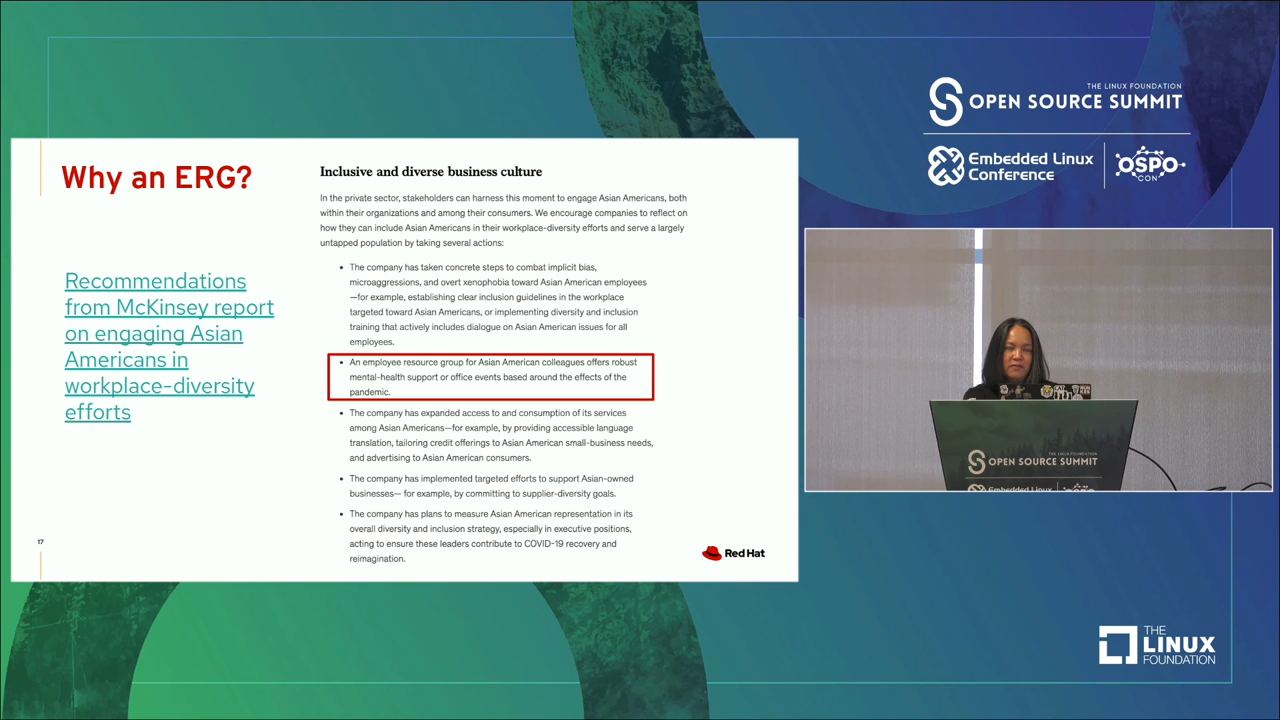 THE LINUX FOUNDATION
OPEN SOURCE SUMMIT
Embedded Linux
Conference
OSPO
CON
Why an ERG?
Recommendations
from McKinsey report
on engaging Asian
Americans in
workplace-diversity
efforts
Inclusive and diverse business culture
In the private sector, stakeholders can harness this moment to engage Asian Americans, both
within their organizations and among their consumers. We encourage companies to reflect on
how they can include Asian Americans in their workplace-diversity efforts and serve a largely
untapped population by taking several actions:
• The company has taken concrete steps to combat implicit bias,
microaggressions, and overt xenophobia toward Asian American employees
—for example, establishing clear inclusion guidelines in the workplace
targeted toward Asian Americans, or implementing diversity and inclusion
training that actively includes dialogue on Asian American issues for all
employees.
• An employee resource group for Asian American colleagues offers robust
mental-health support or office events based around the effects of the
pandemic.
• The company has expanded access to and consumption of its services
among Asian Americans—for example, by providing accessible language
translation, tailoring credit offerings to Asian American small-business needs,
and advertising to Asian American consumers.
• The company has implemented targeted efforts to support Asian-owned
businesses— for example, by committing to supplier-diversity goals.
• The company has plans to measure Asian American representation in its
overall diversity and inclusion strategy, especially in executive positions,
acting to ensure these leaders contribute to COVID-19 recovery and
reimagination.
17
Red Hat
THE LINUX FOUNDATION
OPEN SOURCE SUMMIT
Embedded Linux
THE
LINUX
FOUNDATION